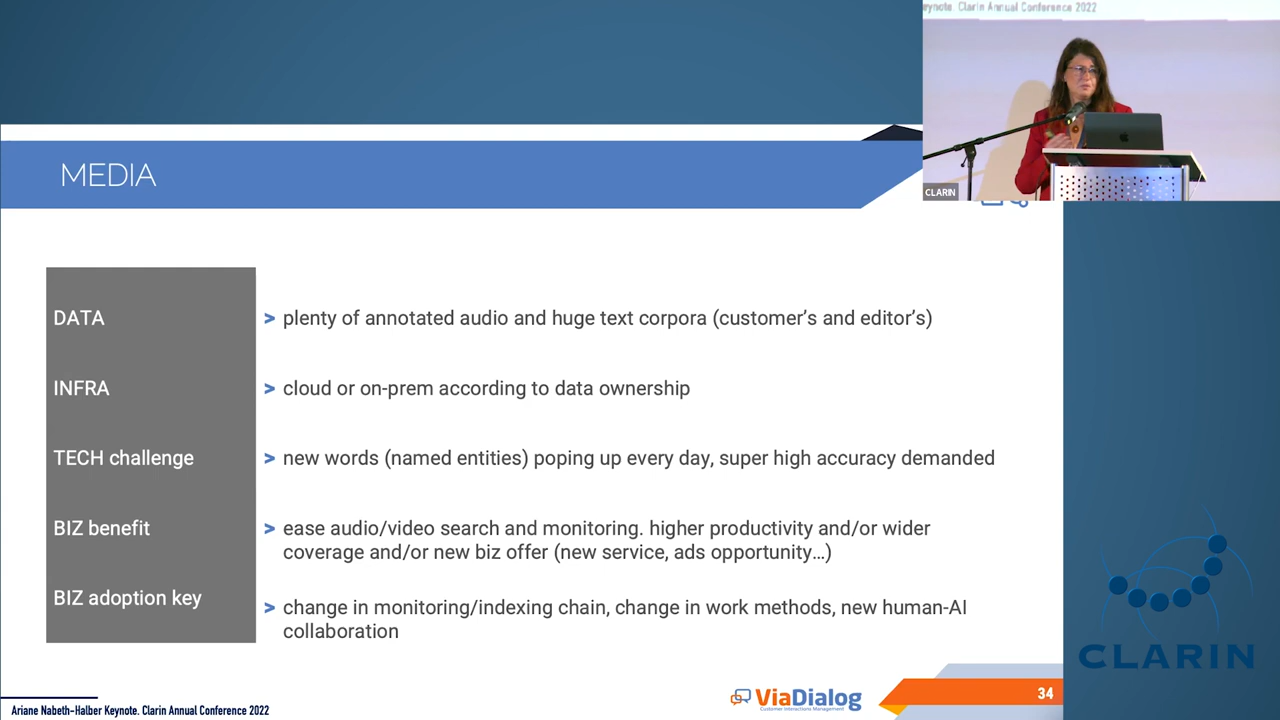 eynote. Clarin Annual Conference 2022
CLARIN
MEDIA
DATA
> plenty of annotated audio and huge text corpora (customer's and editor's)
INFRA
> cloud or on-prem according to data ownership
TECH challenge
> new words (named entities) poping up every day, super high accuracy demanded
BIZ benefit
> ease audio/video search and monitoring. higher productivity and/or wider
coverage and/or new biz offer (new service, ads opportunity…)
BIZ adoption key
> change in monitoring/indexing chain, change in work methods, new human-AI
collaboration
CLARIN
ViaDialog
Customer Interactions Management
34
Ariane Nabeth-Halber Keynote. Clarin Annual Conference 2022